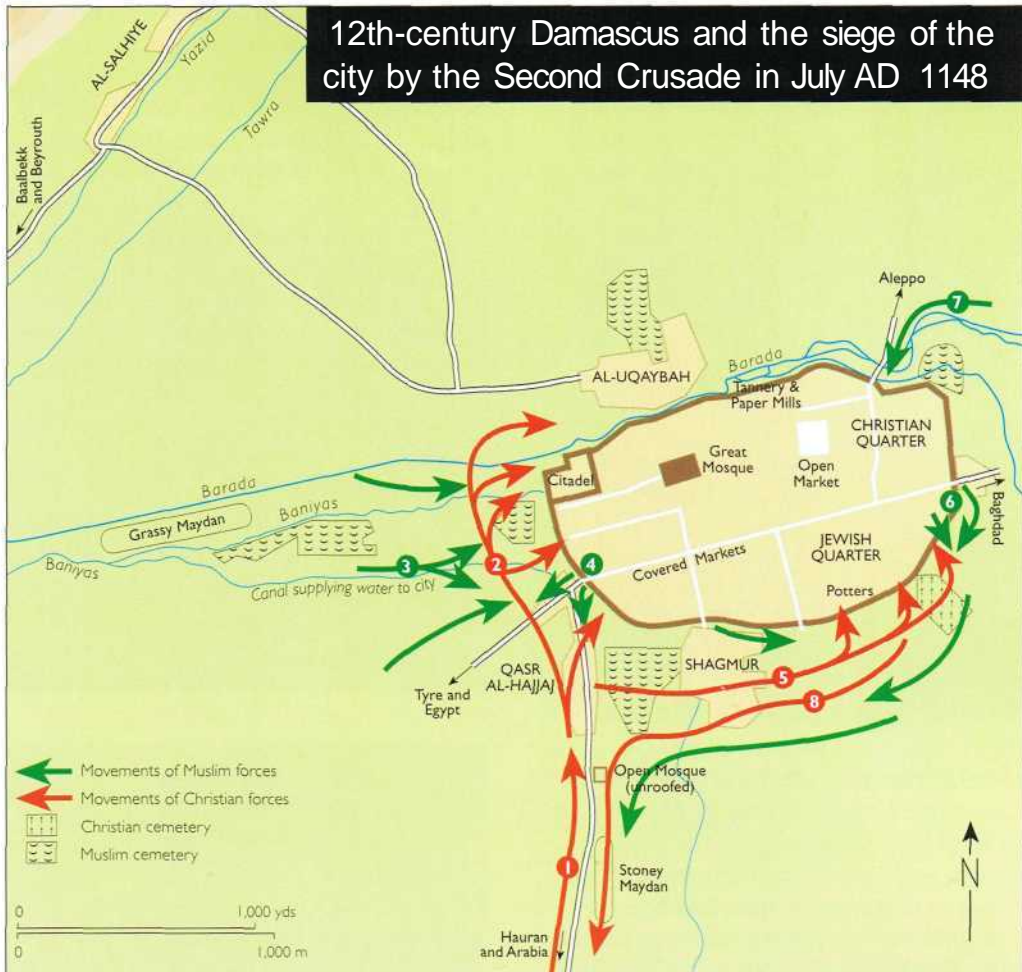 12th-century Damascus and the siege of the
city by the Second Crusade in July AD 1148
AL-SALHIYE
Yazid
Tawra
Baalbekk
and Beyrouth
Aleppo
7
Barada
AL-UQAYBAH
Tannery &
Paper Mills
CHRISTIAN
QUARTER
Great
Mosque
Open
Market
Citadel
Barada
Grassy Maydan
Baniyas
6
Baghdad
JEWISH
QUARTER
Baniyas
3
2
4
Covered Markets
Canal supplying water to city
Potters
QASR
AL-HAJJAJ
SHAGMUR
5
Tyre and
Egypt
8
Movements of Muslim forces
Movements of Christian forces
Christian cemetery
Muslim cemetery
Open Mosque
(unroofed)
1
Stoney
Maydan
N
0 1,000 yds
0 1,000 m
Hauran
and Arabia